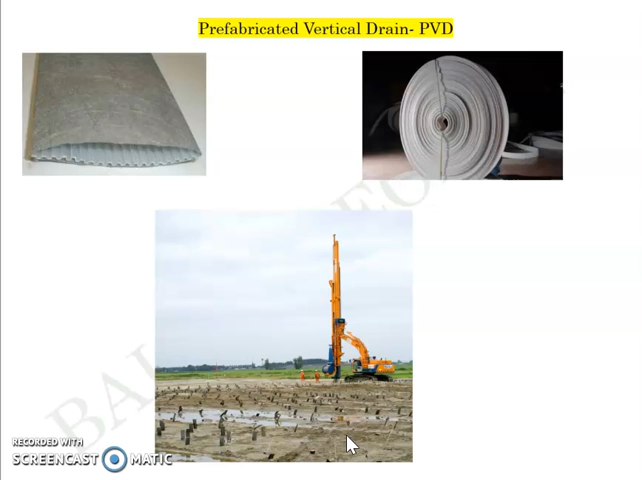 Prefabricated Vertical Drain- PVD
RECORDED WITH
SCREENCAST MATIC